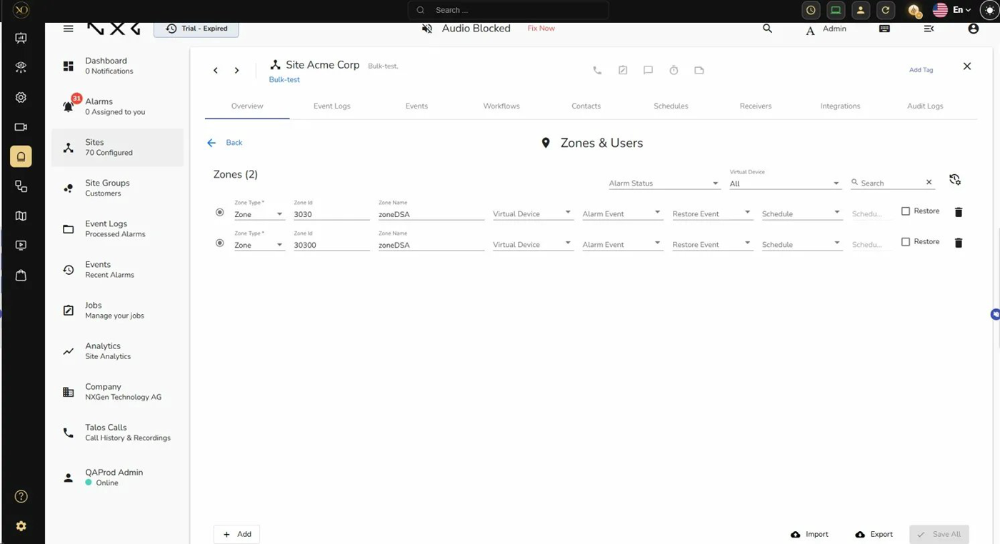 Search ...
En
Trial - Expired
Audio Blocked
Fix Now
A
Admin
Dashboard
0 Notifications
31
Alarms
0 Assigned to you
Sites
70 Configured
Site Groups
Customers
Event Logs
Processed Alarms
Events
Recent Alarms
Jobs
Manage your jobs
Analytics
Site Analytics
Company
NXGen Technology AG
Talos Calls
Call History & Recordings
QAProd Admin
Online
Site Acme Corp
Bulk-test,
Bulk-test
Add Tag
Overview
Event Logs
Events
Workflows
Contacts
Schedules
Receivers
Integrations
Audit Logs
Back
Zones & Users
Zones (2)
Alarm Status
Virtual Device
All
Search
Zone Type *
Zone
Zone Id
3030
Zone Name
zoneDSA
Virtual Device
Alarm Event
Restore Event
Schedule
Schedu...
Restore
Zone Type *
Zone
Zone Id
30300
Zone Name
zoneDSA
Virtual Device
Alarm Event
Restore Event
Schedule
Schedu...
Restore
+ Add
Import
Export
Save All